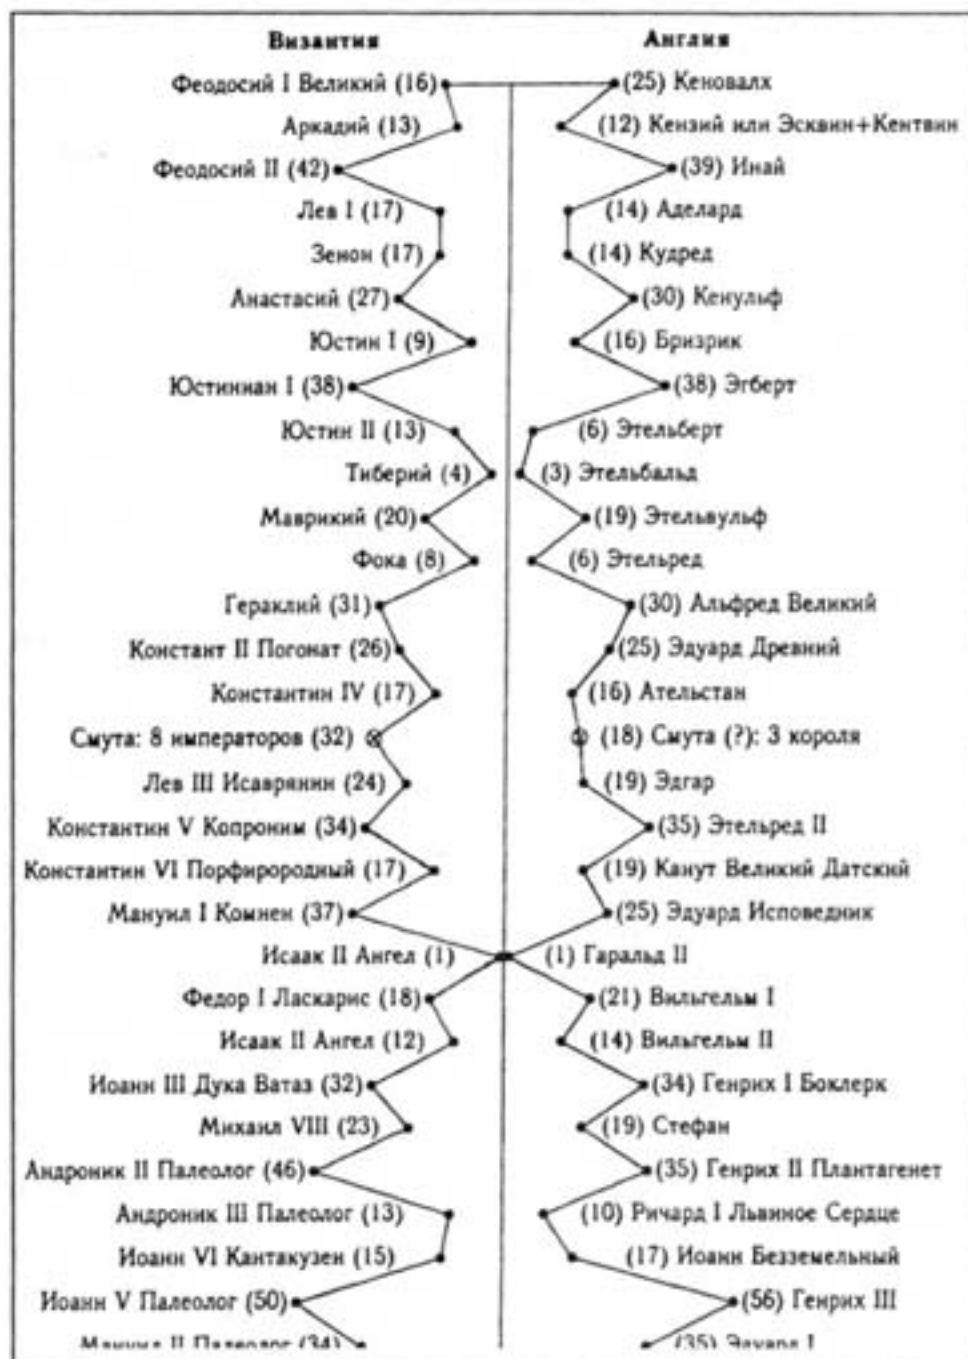 Византия Англия
Феодосий I Великий (16) (25) Кеновалх
Аркадий (13) (12) Кензий или Эсквин+Кентвин
Феодосий II (42) (39) Инай
Лев I (17) (14) Аделард
Зенон (17) (14) Кудред
Анастасий (27) (30) Кенульф
Юстин I (9) (16) Бризрик
Юстиниан I (38) (38) Эгберт
Юстин II (13) (6) Этельберт
Тиберий (4) (3) Этельбальд
Маврикий (20) (19) Этельвульф
Фока (8) (6) Этельред
Гераклий (31) (30) Альфред Великий
Констант II Погонат (26) (25) Эдуард Древний
Константин IV (17) (16) Ательстан
Смута: 8 императоров (32) (18) Смута (?): 3 короля
Лев III Исаврянин (24) (19) Эдгар
Константин V Копроним (34) (35) Этельред II
Константин VI Порфирородный (17) (19) Канут Великий Датский
Мануил I Комнен (37) (25) Эдуард Исповедник
Исаак II Ангел (1) (1) Гаральд II
Федор I Ласкарис (18) (21) Вильгельм I
Исаак II Ангел (12) (14) Вильгельм II
Иоанн III Дука Ватаз (32) (34) Генрих I Боклерк
Михаил VIII (23) (19) Стефан
Андроник II Палеолог (46) (35) Генрих II Плантагенет
Андроник III Палеолог (13) (10) Ричард I Львиное Сердце
Иоанн VI Кантакузен (15) (17) Иоанн Безземельный
Иоанн V Палеолог (50) (56) Генрих III
Мануил II Палеолог (34) (35) Эдуард I